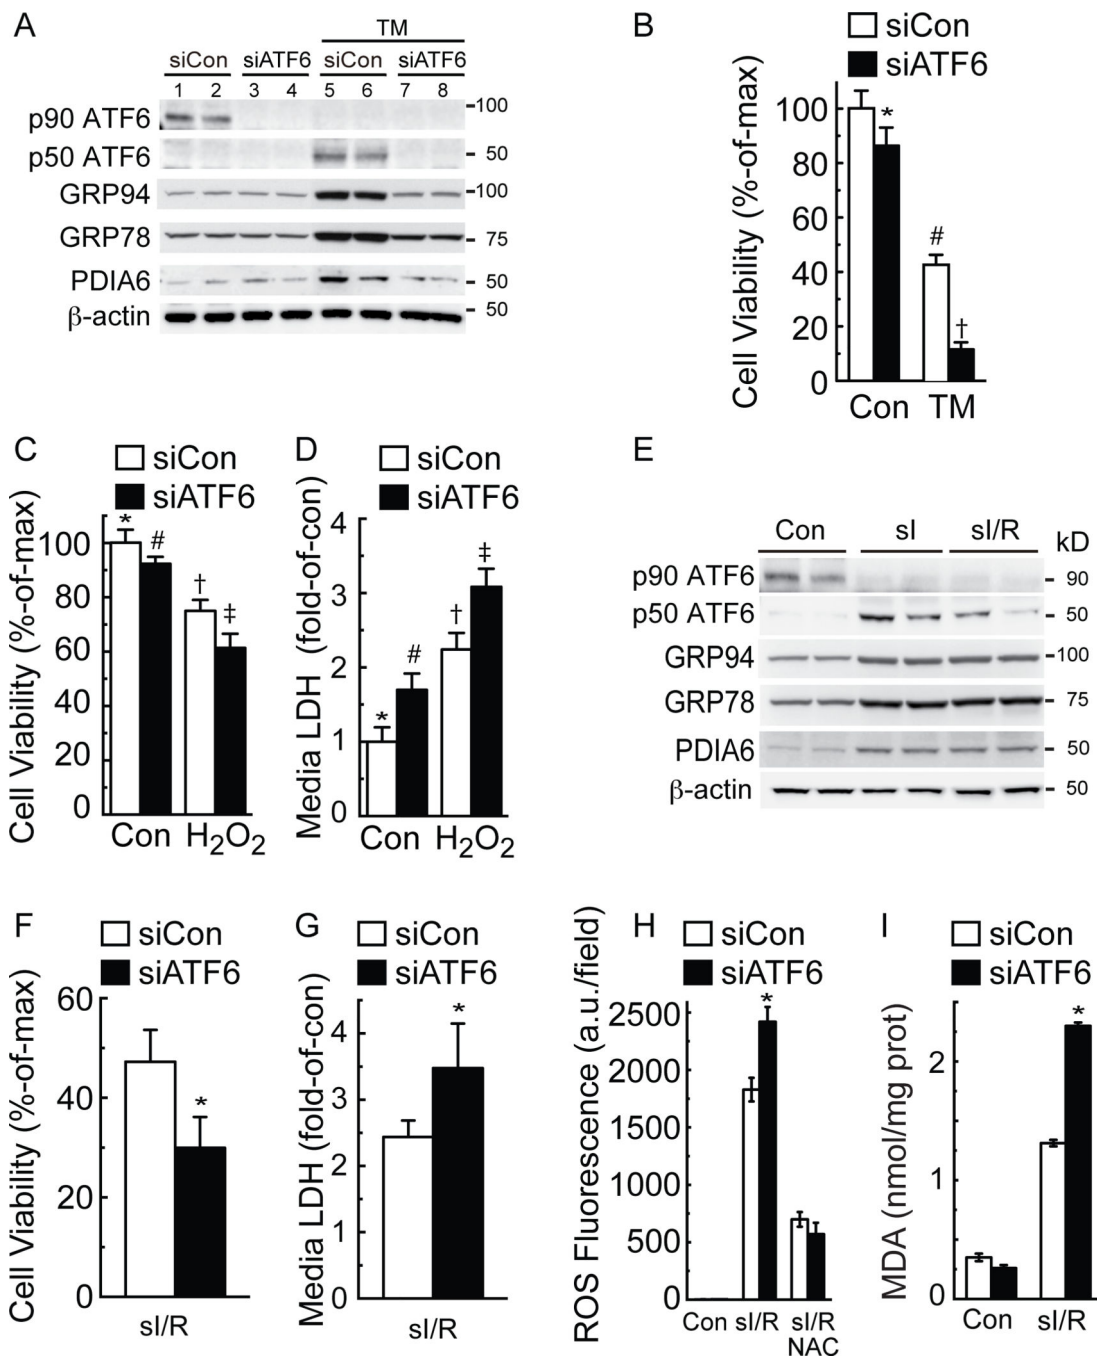 A
TM
siCon siATF6 siCon siATF6
1 2 3 4 5 6 7 8
p90 ATF6
100
p50 ATF6
50
GRP94
100
GRP78
75
PDIA6
50
β-actin
50
B
siCon
siATF6
Cell Viability (%-of-max)
100
80
60
40
20
0
*
#
†
Con TM
C
siCon
siATF6
Cell Viability (%-of-max)
100
80
60
40
20
0
*
#
†
‡
Con H2O2
D
siCon
siATF6
Media LDH (fold-of-con)
4
3
2
1
0
*
#
†
‡
Con H2O2
E
Con sI sI/R kD
p90 ATF6
90
p50 ATF6
50
GRP94
100
GRP78
75
PDIA6
50
β-actin
50
F
siCon
siATF6
Cell Viability (%-of-max)
60
40
20
0
*
sI/R
G
siCon
siATF6
Media LDH (fold-of-con)
4
3
2
1
0
*
sI/R
H
siCon
siATF6
ROS Fluorescence (a.u./field)
2500
2000
1500
1000
500
0
*
Con sI/R sI/R
NAC
I
siCon
siATF6
MDA (nmol/mg prot)
2
1
0
*
Con sI/R